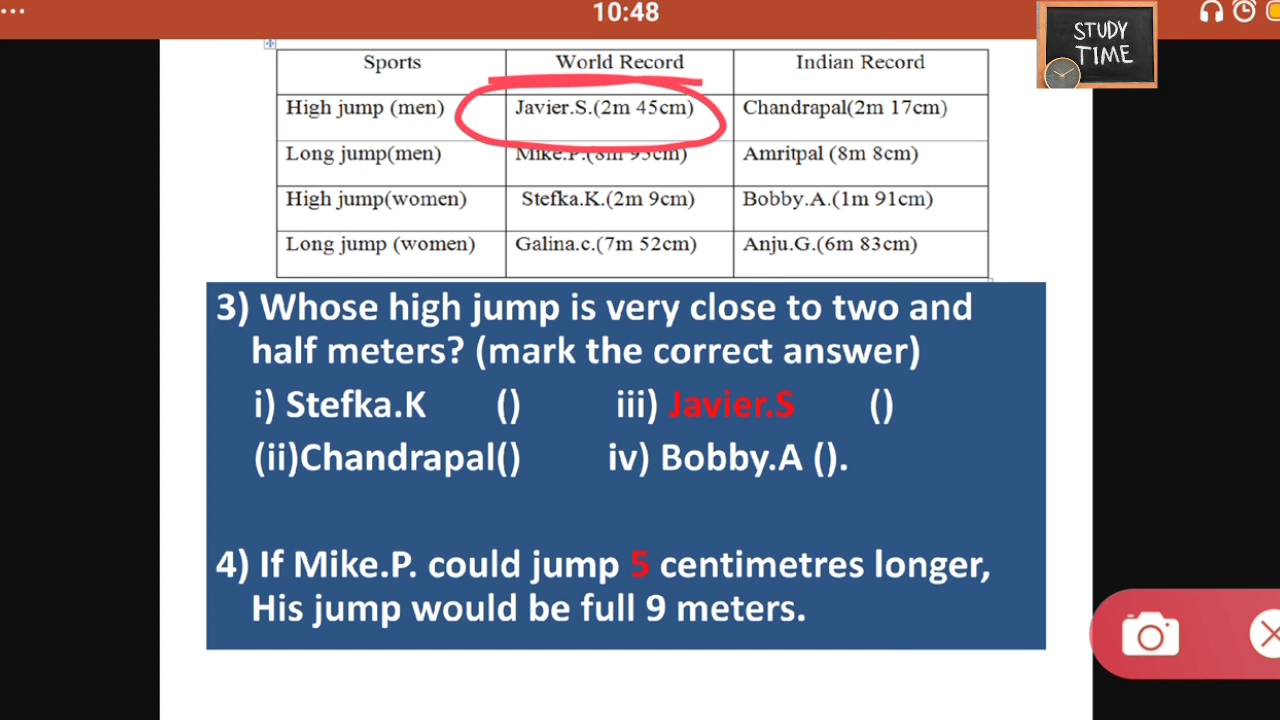 ...
10:48
STUDY
TIME
Sports World Record Indian Record
High jump (men) Javier.S.(2m 45cm) Chandrapal(2m 17cm)
Long jump(men) Mike.P.(8m 95cm) Amritpal (8m 8cm)
High jump(women) Stefka.K.(2m 9cm) Bobby.A.(1m 91cm)
Long jump (women) Galina.c.(7m 52cm) Anju.G.(6m 83cm)
3) Whose high jump is very close to two and
half meters? (mark the correct answer)
i) Stefka.K () iii) Javier.S ()
(ii)Chandrapal() iv) Bobby.A ().
4) If Mike.P. could jump 5 centimetres longer,
His jump would be full 9 meters.